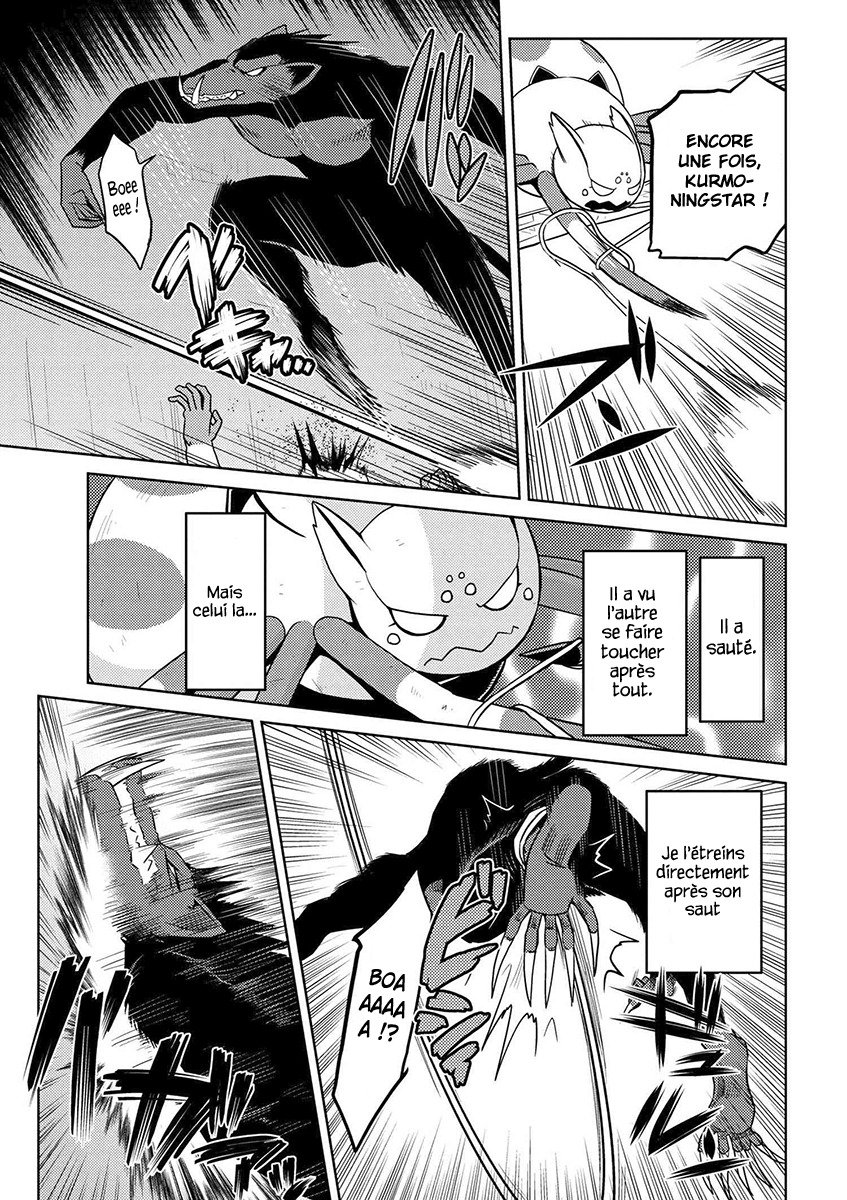 ENCORE
UNE FOIS,
KURMO-
NINGSTAR !
Boee
eee !
Il a
sauté.
Il a vu
l'autre
se faire
toucher
après
tout.
Mais
celui la...
Je l'étreins
directement
après son
saut
BOA
AAAA
A !?